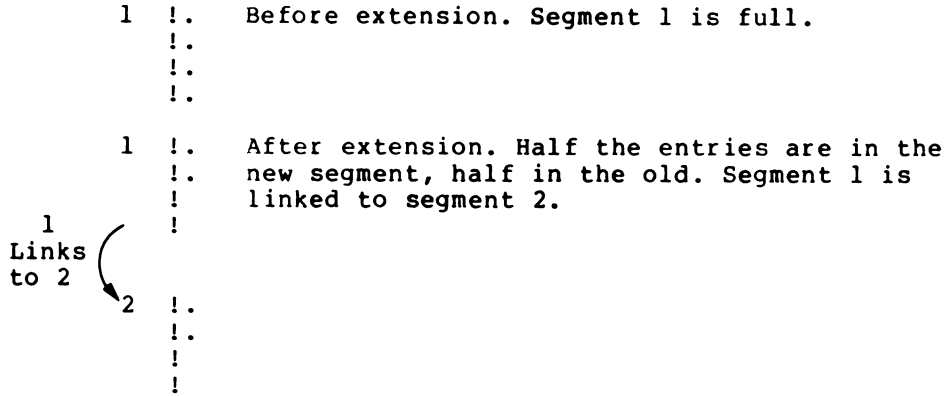 1 !. Before extension. Segment 1 is full.
!.
!.
!.
1 !. After extension. Half the entries are in the
!. new segment, half in the old. Segment 1 is
! linked to segment 2.
1 !
Links
to 2
2 !.
!.
!
!